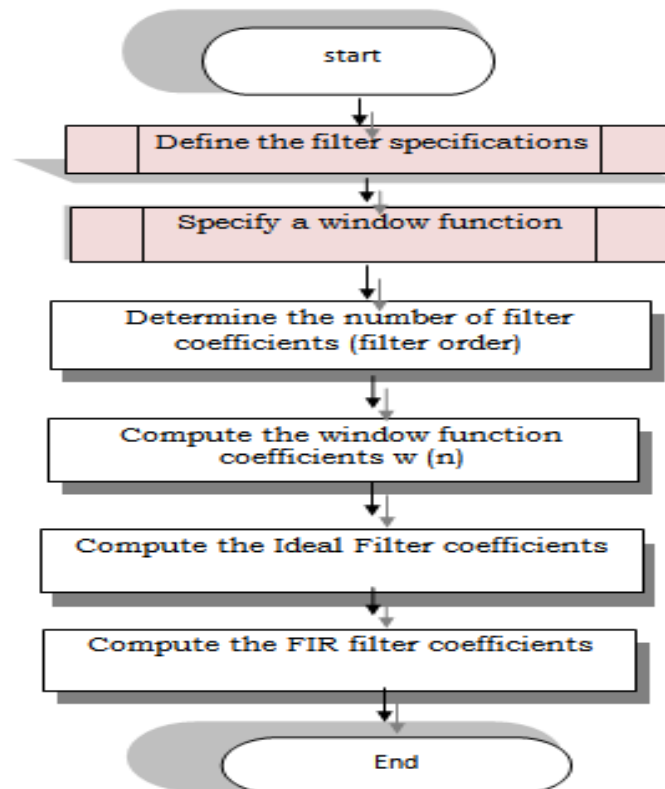 start
Define the filter specifications
Specify a window function
Determine the number of filter
coefficients (filter order)
Compute the window function
coefficients w (n)
Compute the Ideal Filter coefficients
Compute the FIR filter coefficients
End